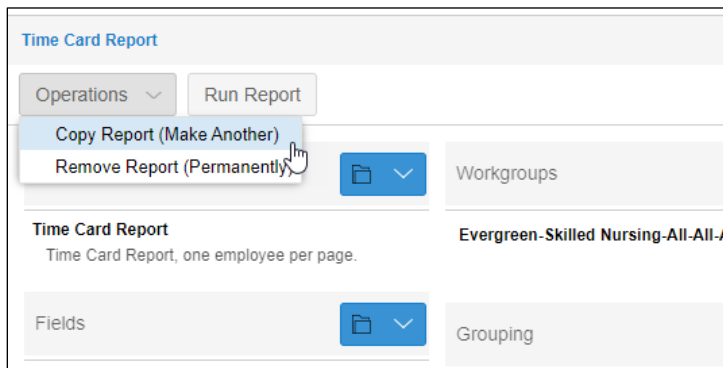 Time Card Report
Operations Run Report
Copy Report (Make Another)
Remove Report (Permanently)
Workgroups
Time Card Report
Time Card Report, one employee per page.
Evergreen-Skilled Nursing-All-All-
Fields
Grouping